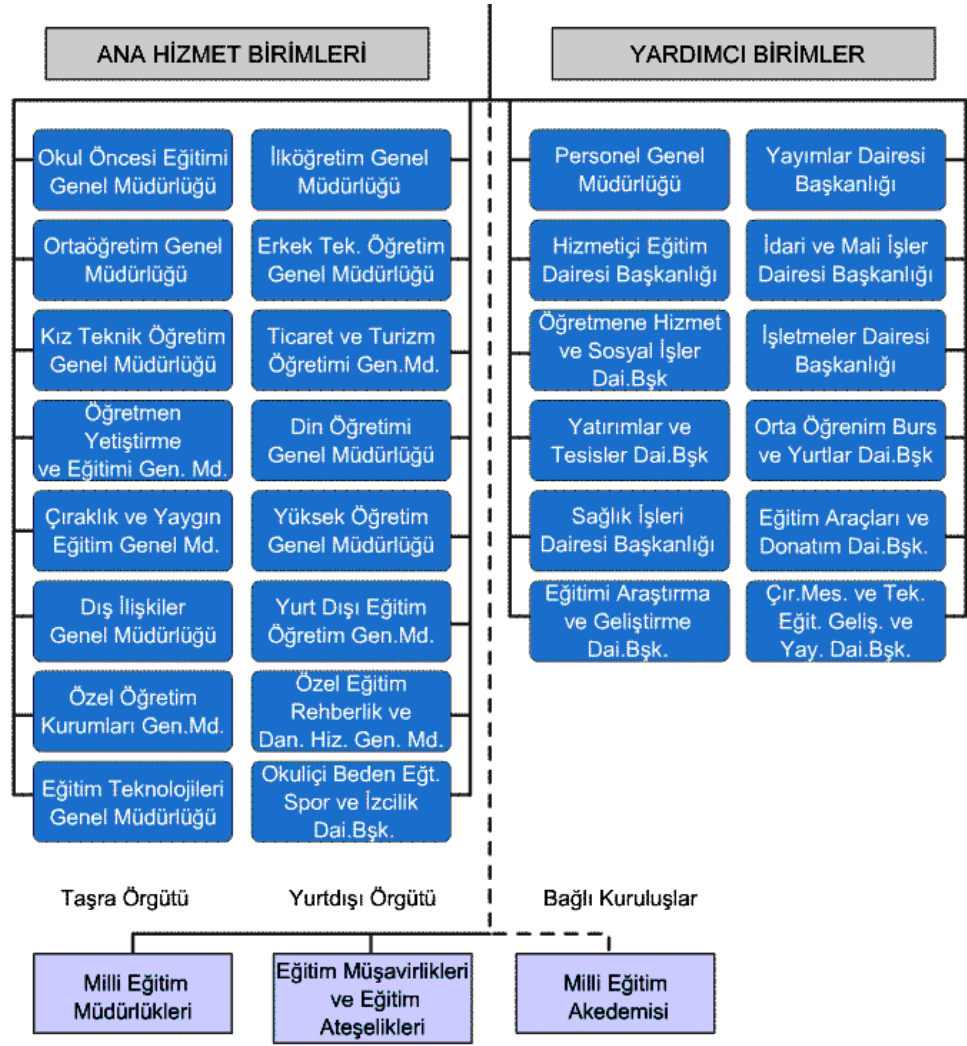 ANA HİZMET BİRİMLERİ
YARDIMCI BİRİMLER
Okul Öncesi Eğitimi
Genel Müdürlüğü
İlköğretim Genel
Müdürlüğü
Personel Genel
Müdürlüğü
Yayımlar Dairesi
Başkanlığı
Ortaöğretim Genel
Müdürlüğü
Erkek Tek. Öğretim
Genel Müdürlüğü
Hizmetiçi Eğitim
Dairesi Başkanlığı
İdari ve Mali İşler
Dairesi Başkanlığı
Kız Teknik Öğretim
Genel Müdürlüğü
Ticaret ve Turizm
Öğretimi Gen.Md.
Öğretmene Hizmet
ve Sosyal İşler
Dai.Bşk
İşletmeler Dairesi
Başkanlığı
Öğretmen
Yetiştirme
ve Eğitimi Gen. Md.
Din Öğretimi
Genel Müdürlüğü
Yatırımlar ve
Tesisler Dai.Bşk
Orta Öğrenim Burs
ve Yurtlar Dai.Bşk
Çıraklık ve Yaygın
Eğitim Genel Md.
Yüksek Öğretim
Genel Müdürlüğü
Sağlık İşleri
Dairesi Başkanlığı
Eğitim Araçları ve
Donatım Dai.Bşk.
Dış İlişkiler
Genel Müdürlüğü
Yurt Dışı Eğitim
Öğretim Gen.Md.
Eğitimi Araştırma
ve Geliştirme
Dai.Bşk.
Çır.Mes. ve Tek.
Eğit. Geliş. ve
Yay. Dai.Bşk.
Özel Öğretim
Kurumları Gen.Md.
Özel Eğitim
Rehberlik ve
Dan. Hiz. Gen. Md.
Eğitim Teknolojileri
Genel Müdürlüğü
Okuliçi Beden Eğt.
Spor ve İzcilik
Dai.Bşk.
Taşra Örgütü
Yurtdışı Örgütü
Bağlı Kuruluşlar
Milli Eğitim
Müdürlükleri
Eğitim Müşavirlikleri
ve Eğitim
Ateşelikleri
Milli Eğitim
Akedemisi